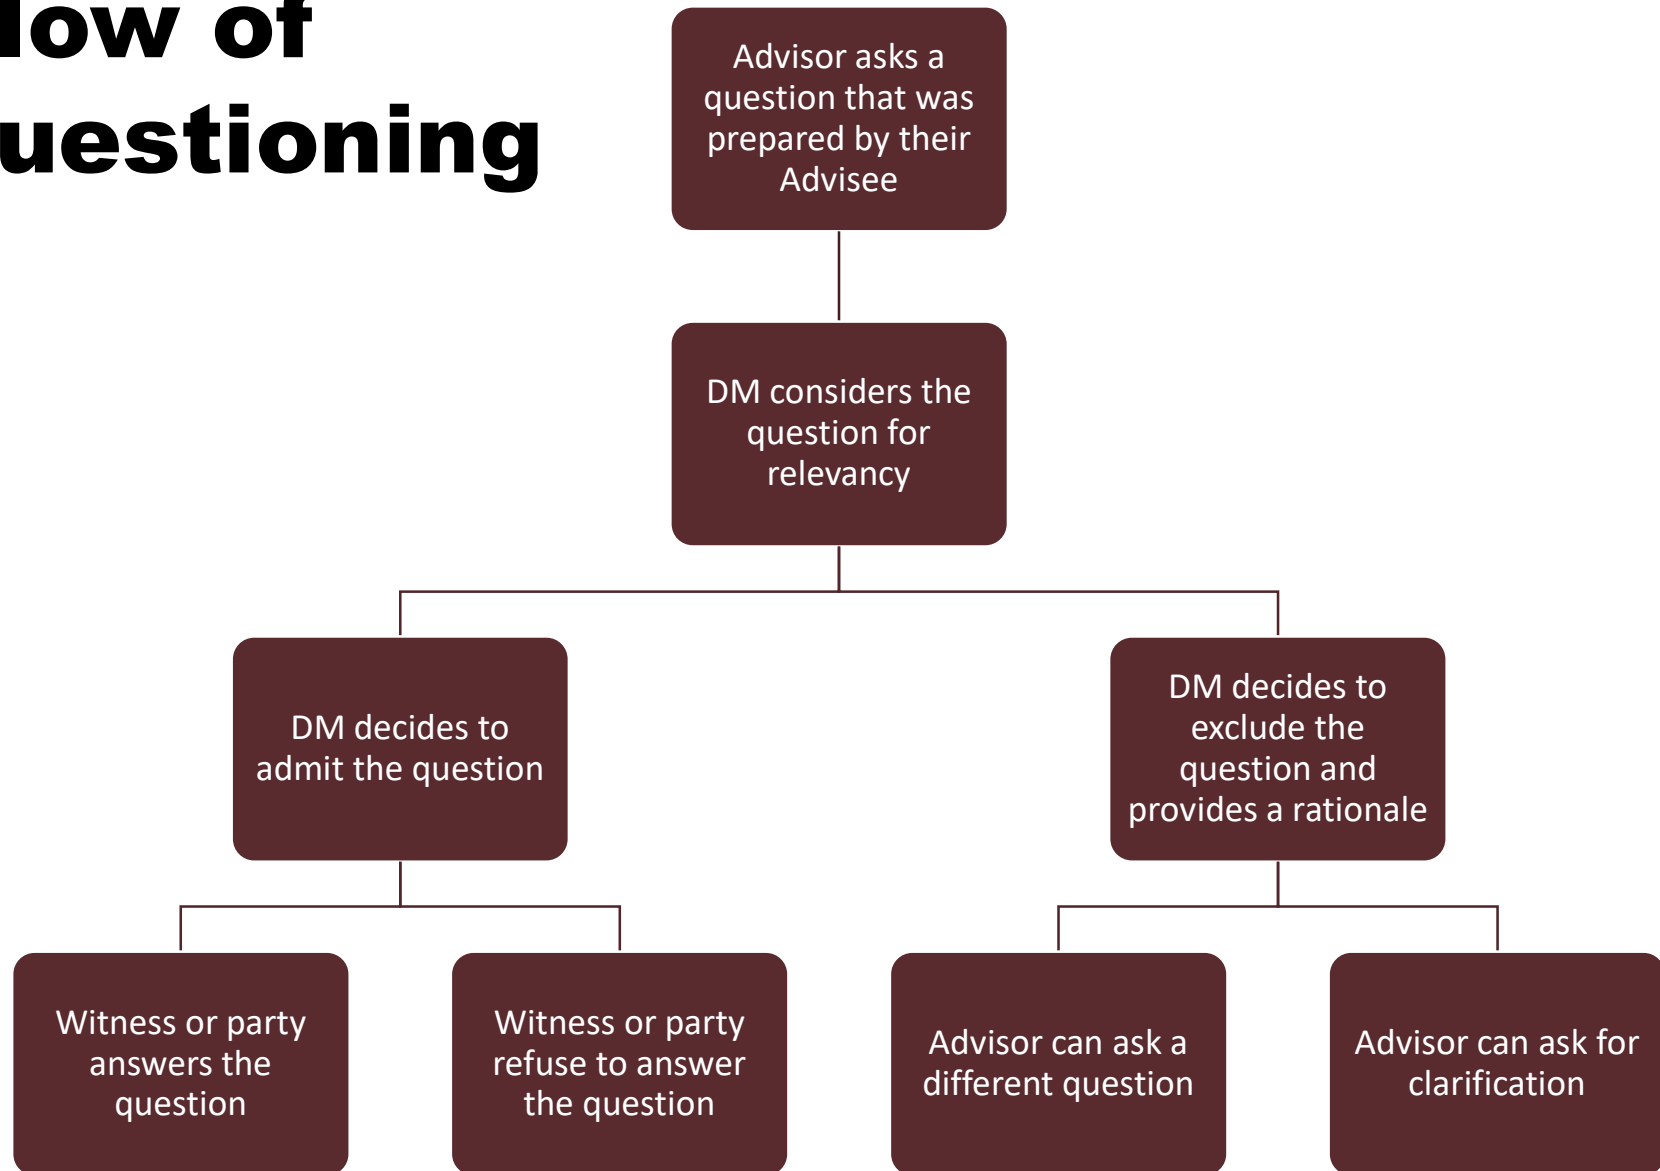 low of
uestioning
Advisor asks a
question that was
prepared by their
Advisee
DM considers the
question for
relevancy
DM decides to
admit the question
DM decides to
exclude the
question and
provides a rationale
Witness or party
answers the
question
Witness or party
refuse to answer
the question
Advisor can ask a
different question
Advisor can ask for
clarification